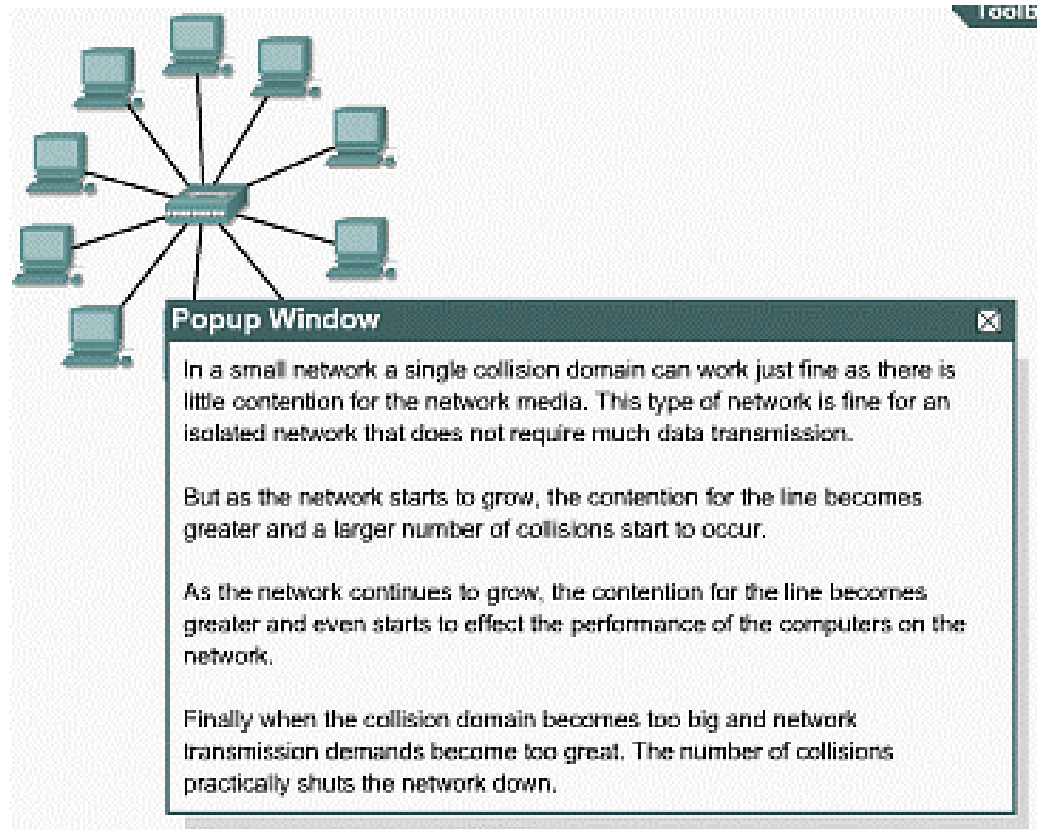 Popup Window
In a small network a single collision domain can work just fine as there is
little contention for the network media. This type of network is fine for an
isolated network that does not require much data transmission.
But as the network starts to grow, the contention for the line becomes
greater and a larger number of collisions start to occur.
As the network continues to grow, the contention for the line becomes
greater and even starts to effect the performance of the computers on the
network.
Finally when the collision domain becomes too big and network
transmission demands become too great. The number of collisions
practically shuts the network down.